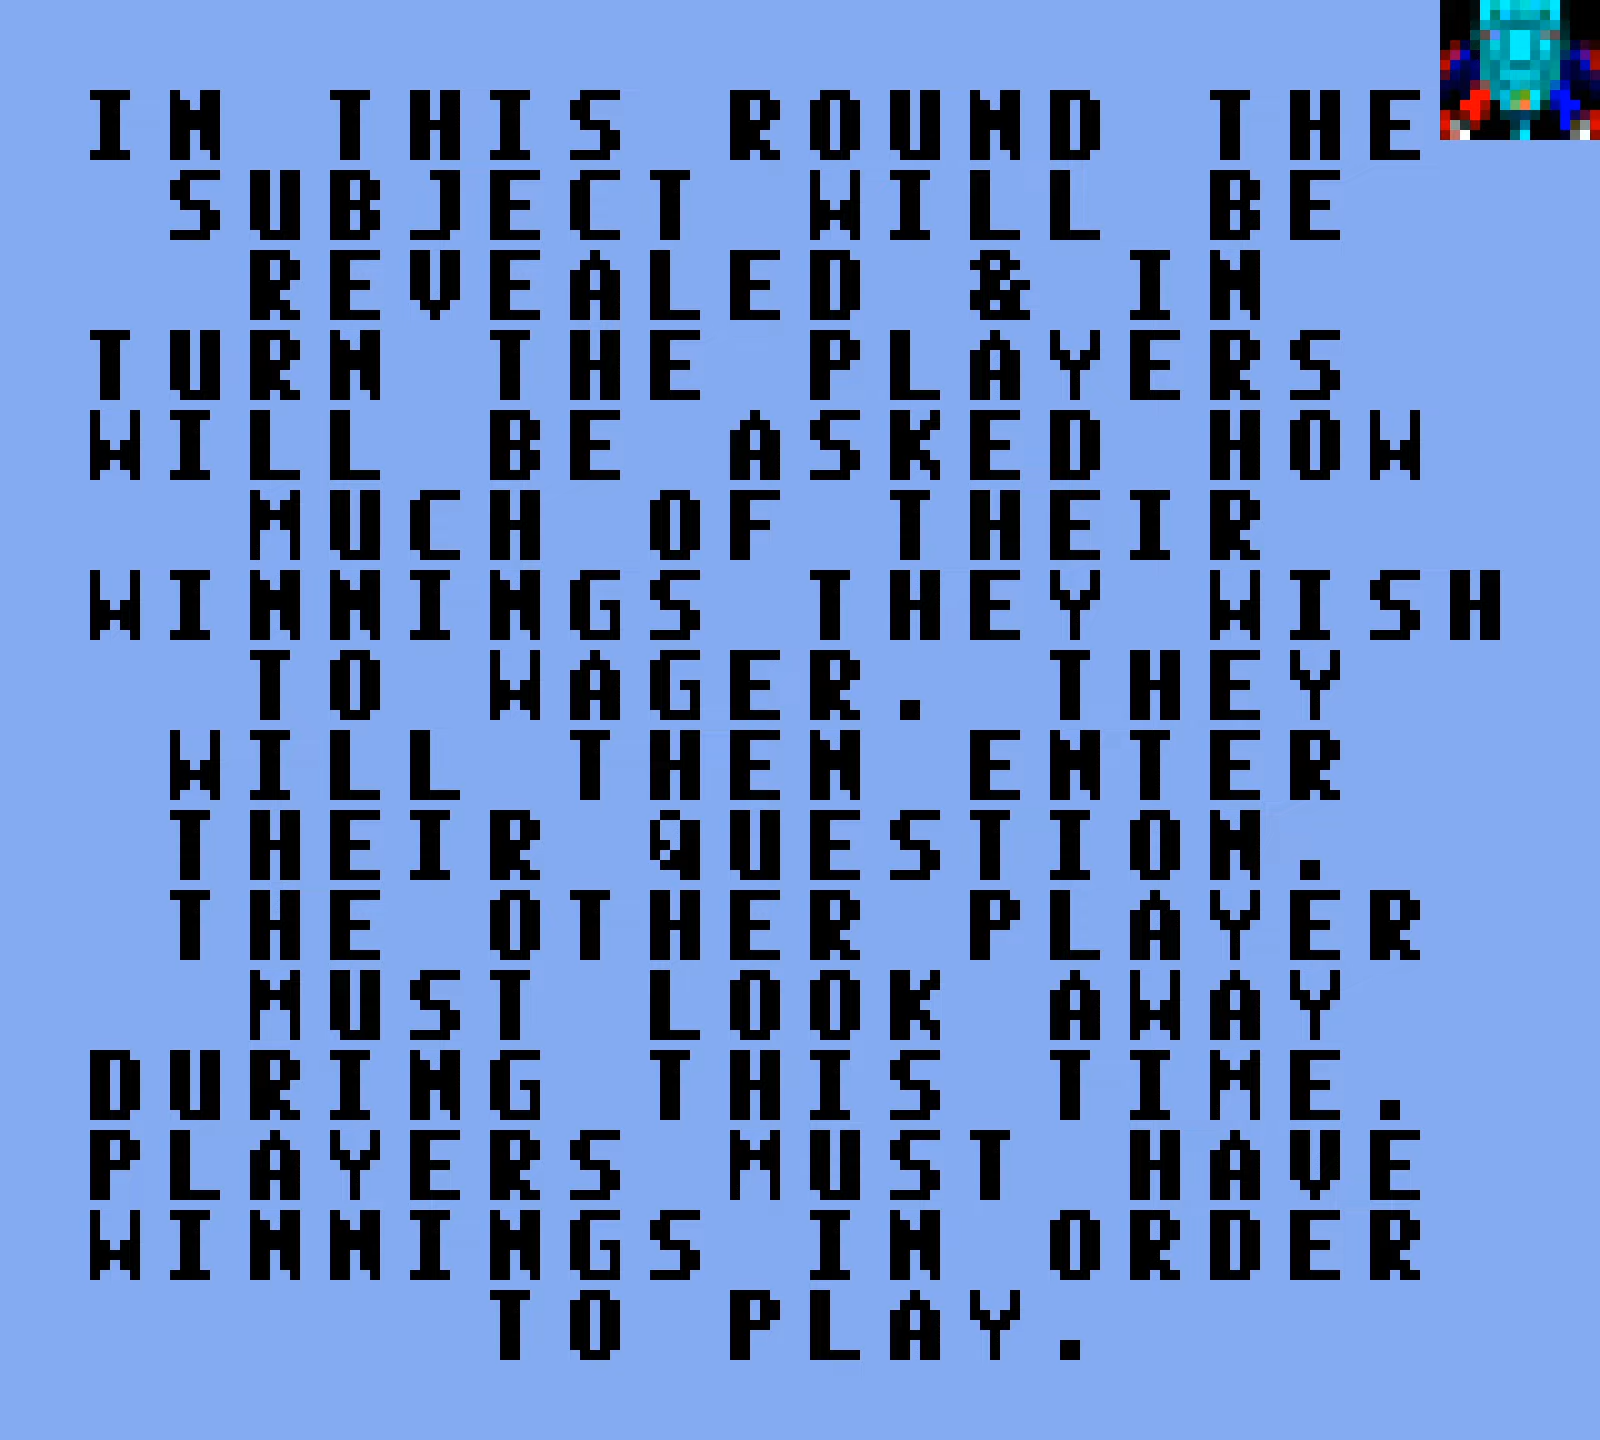 IN THIS ROUND THE
SUBJECT WILL BE
REVEALED & IN
TURN THE PLAYERS
WILL BE ASKED HOW
MUCH OF THEIR
WINNINGS THEY WISH
TO WAGER. THEY
WILL THEN ENTER
THEIR QUESTION.
THE OTHER PLAYER
MUST LOOK AWAY
DURING THIS TIME.
PLAYERS MUST HAVE
WINNINGS IN ORDER
TO PLAY.